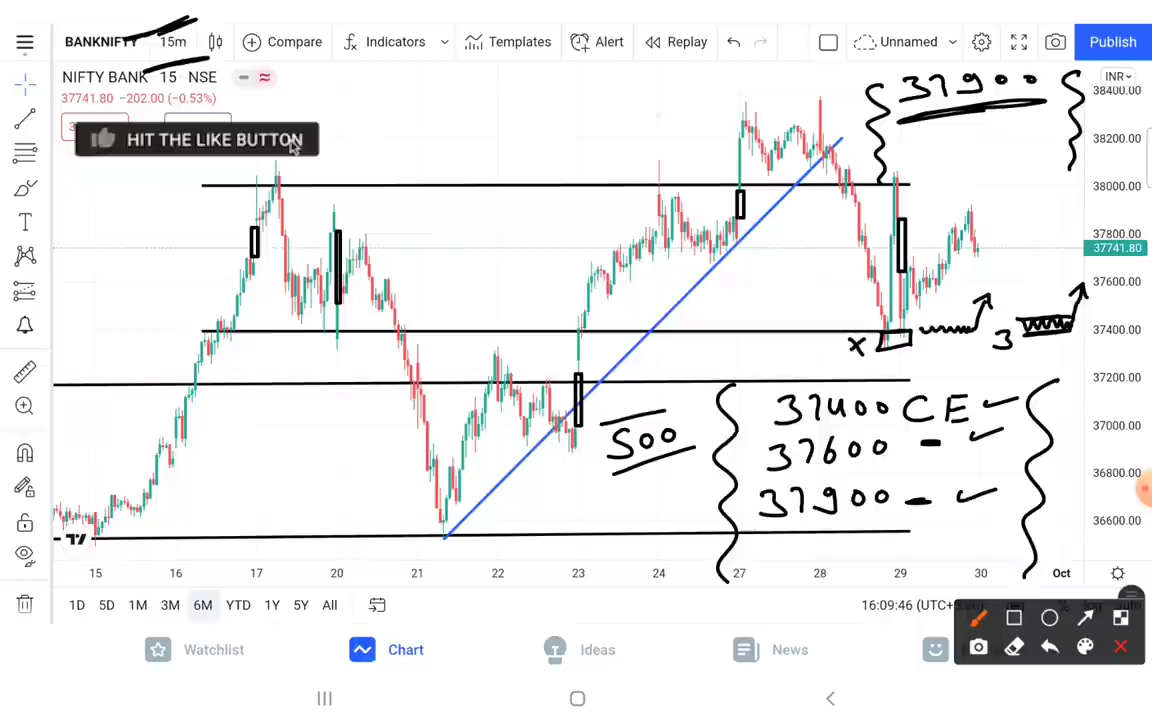 BANKNIFTY 15m Compare Indicators Templates Alert Replay Unnamed Publish
NIFTY BANK 15 NSE
37741.80 −202.00 (−0.53%)
HIT THE LIKE BUTTON
37900
INR
38400.00
38200.00
38000.00
37800.00
37741.80
37600.00
37400.00
37200.00
37000.00
36800.00
36600.00
X
3
500
37400 CE
37600 -
37900 -
15 16 17 20 21 22 23 24 27 28 29 30 Oct
1D 5D 1M 3M 6M YTD 1Y 5Y All
16:09:46 (UTC+5
Watchlist Chart Ideas News